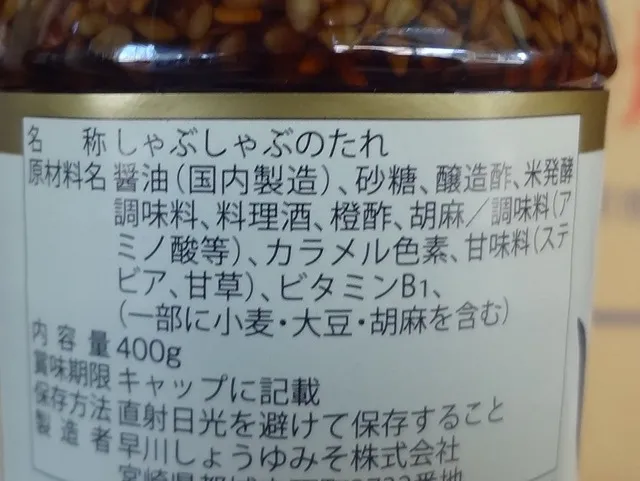 名 称 しゃぶしゃぶのたれ
原材料名 醤油(国内製造)、砂糖、醸造酢、米発酵
調味料、料理酒、橙酢、胡麻/調味料(ア
ミノ酸等)、カラメル色素、甘味料(ステ
ビア、甘草)、ビタミンB1、
(一部に小麦・大豆・胡麻を含む)
内 容 量 400g
賞味期限 キャップに記載
保存方法 直射日光を避けて保存すること
製 造 者 早川しょうゆみそ株式会社
宮崎県都城市